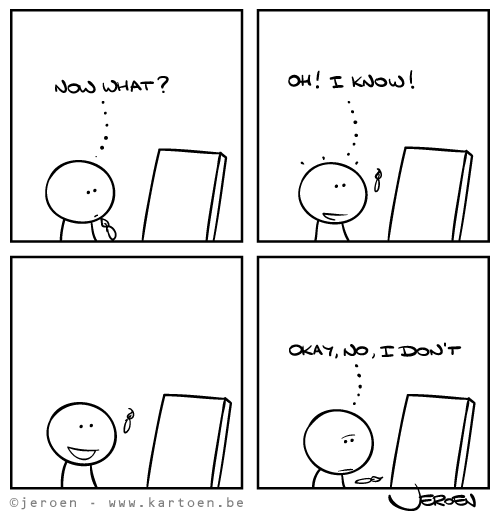 NOW WHAT?
OH! I KNOW!
OKAY, NO, I DON'T
©jeroen - www.kartoen.be
JEROEN